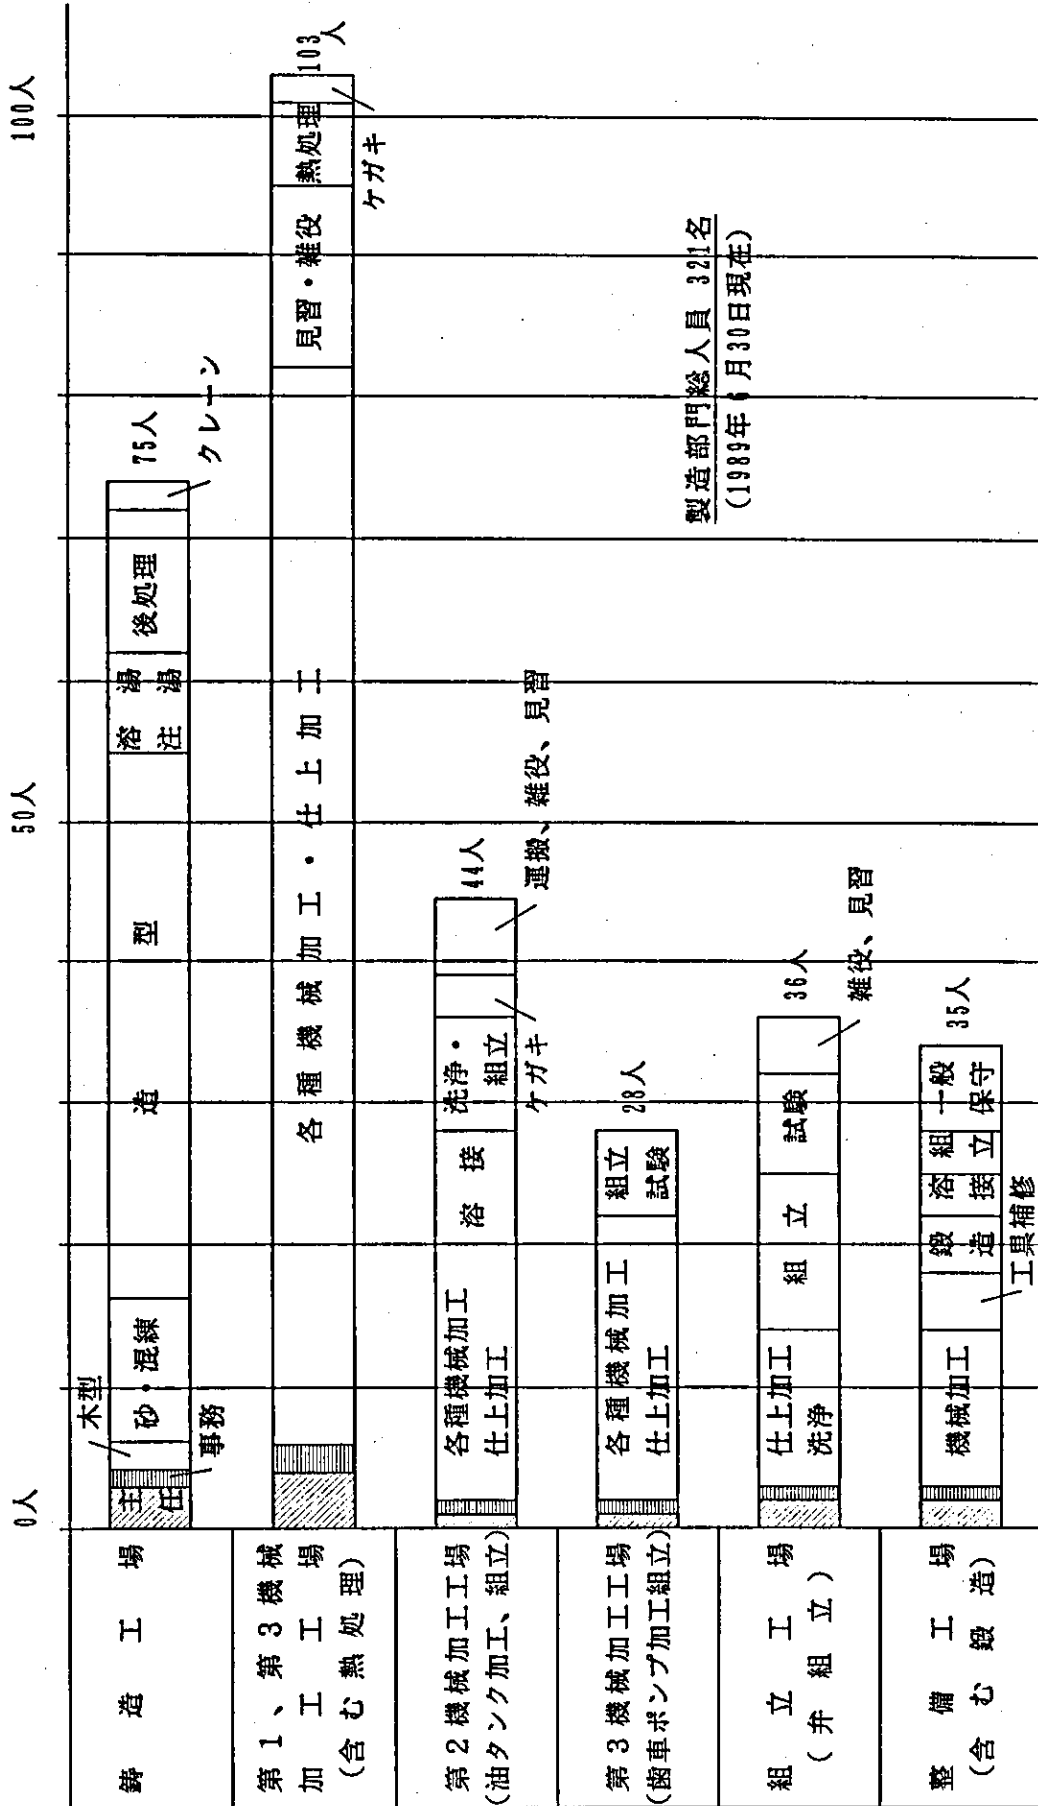 0人
50人
100人
鋳造工場
主任
事務
木型
砂・混練
造型
溶湯
注湯
後処理
クレーン
75人
第1、第3機械
加工工場
(含む熱処理)
各種機械加工・仕上加工
見習・雑役
熱処理
ケガキ
103人
第2機械加工工場
(油タンク加工、組立)
各種機械加工
仕上加工
溶接
洗浄・
組立
ケガキ
運搬、雑役、見習
44人
第3機械加工工場
(歯車ポンプ加工組立)
各種機械加工
仕上加工
組立
試験
28人
組立工場
(弁組立)
仕上加工
洗浄
組立
試験
雑役、見習
36人
整備工場
(含む鍛造)
機械加工
工具補修
鍛造
溶接
組立
一般
保守
35人
製造部門総人員 321名
(1989年6月30日現在)